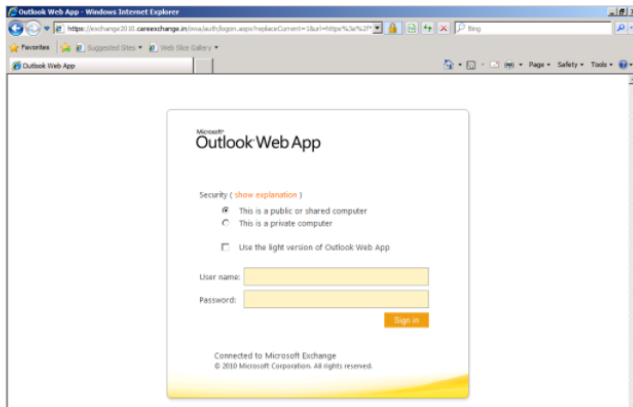 Outlook Web App - Windows Internet Explorer
https://exchange2010.careexchange.in/owa/auth/logon.aspx?replaceCurrent=1&url=https%3a%2f
Bing
Favorites Suggested Sites Web Slice Gallery
Outlook Web App Page Safety Tools
Microsoft
Outlook Web App
Security ( show explanation )
This is a public or shared computer
This is a private computer
Use the light version of Outlook Web App
User name:
Password:
Sign in
Connected to Microsoft Exchange
© 2010 Microsoft Corporation. All rights reserved.